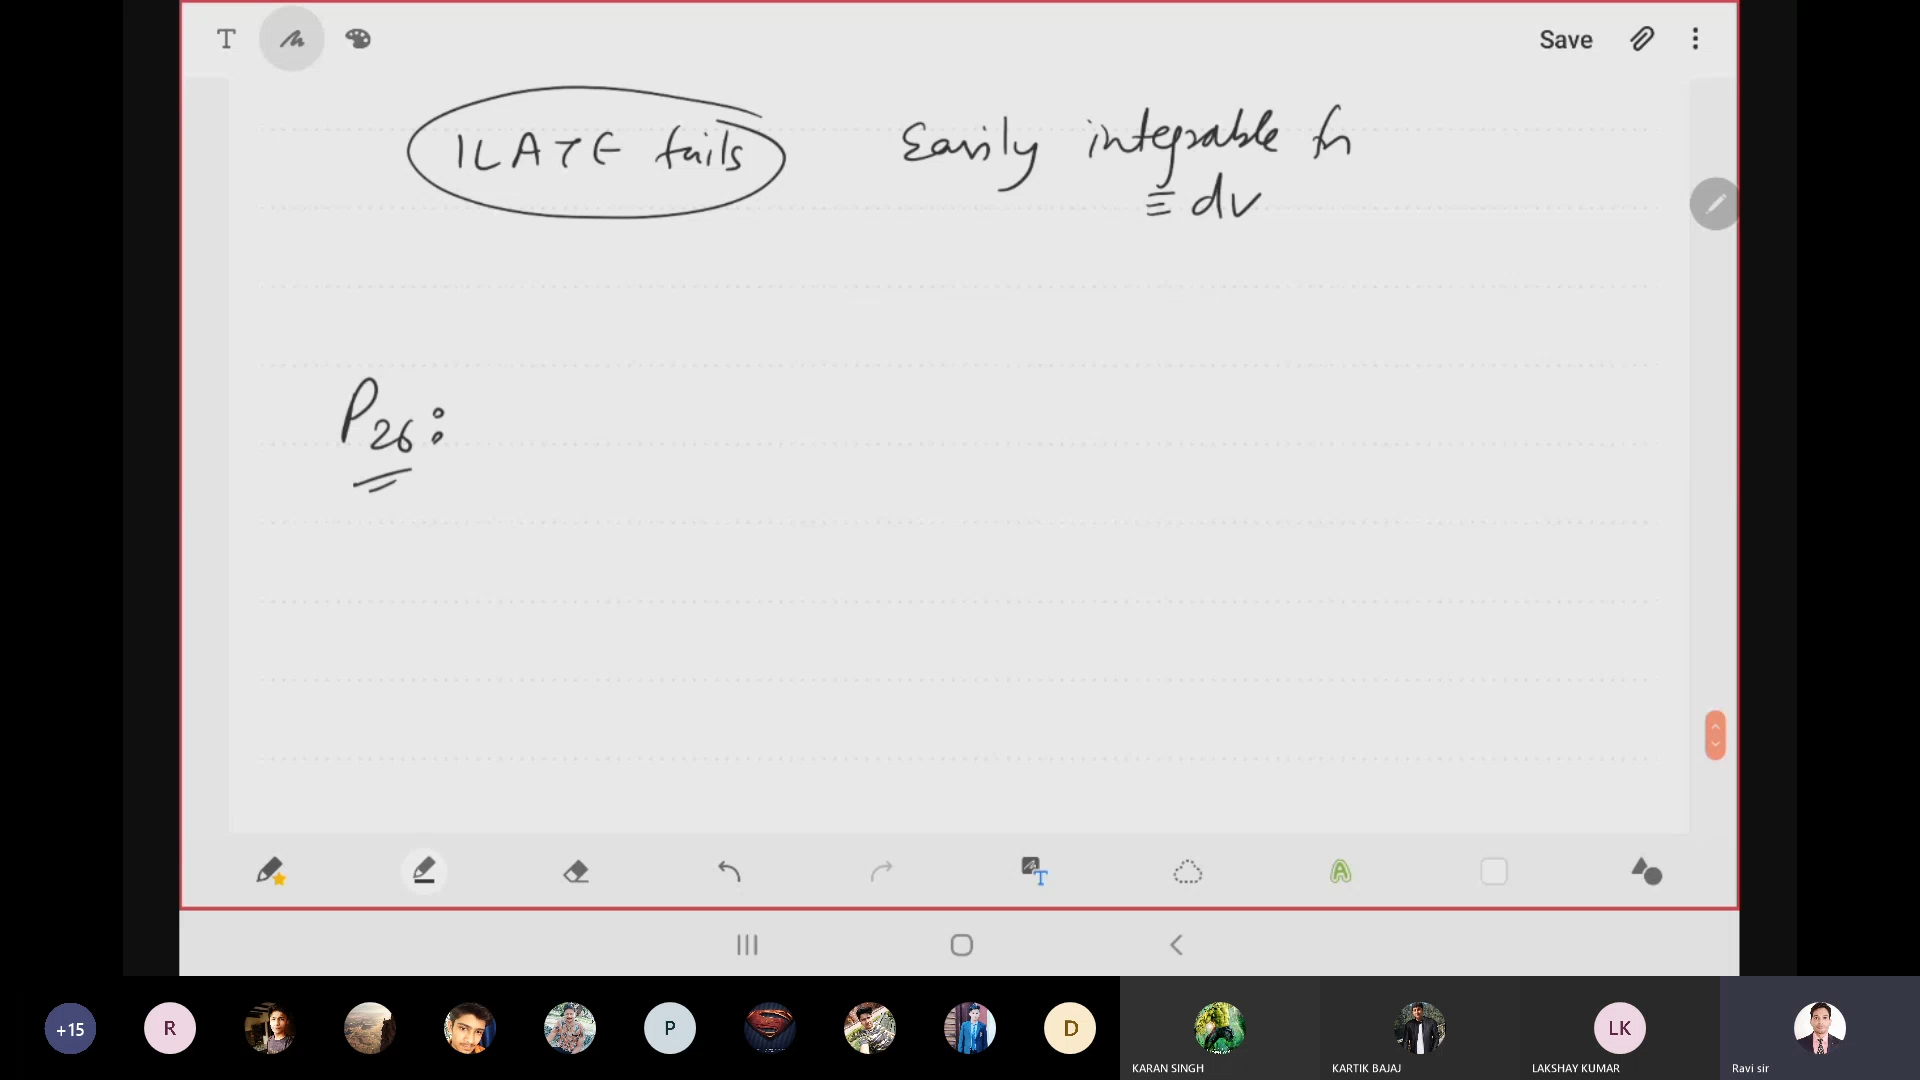 T Save
ILATE fails Easily integrable fn
≡ dv
P26:
T A
+15 R P D LK
KARAN SINGH KARTIK BAJAJ LAKSHAY KUMAR Ravi sir